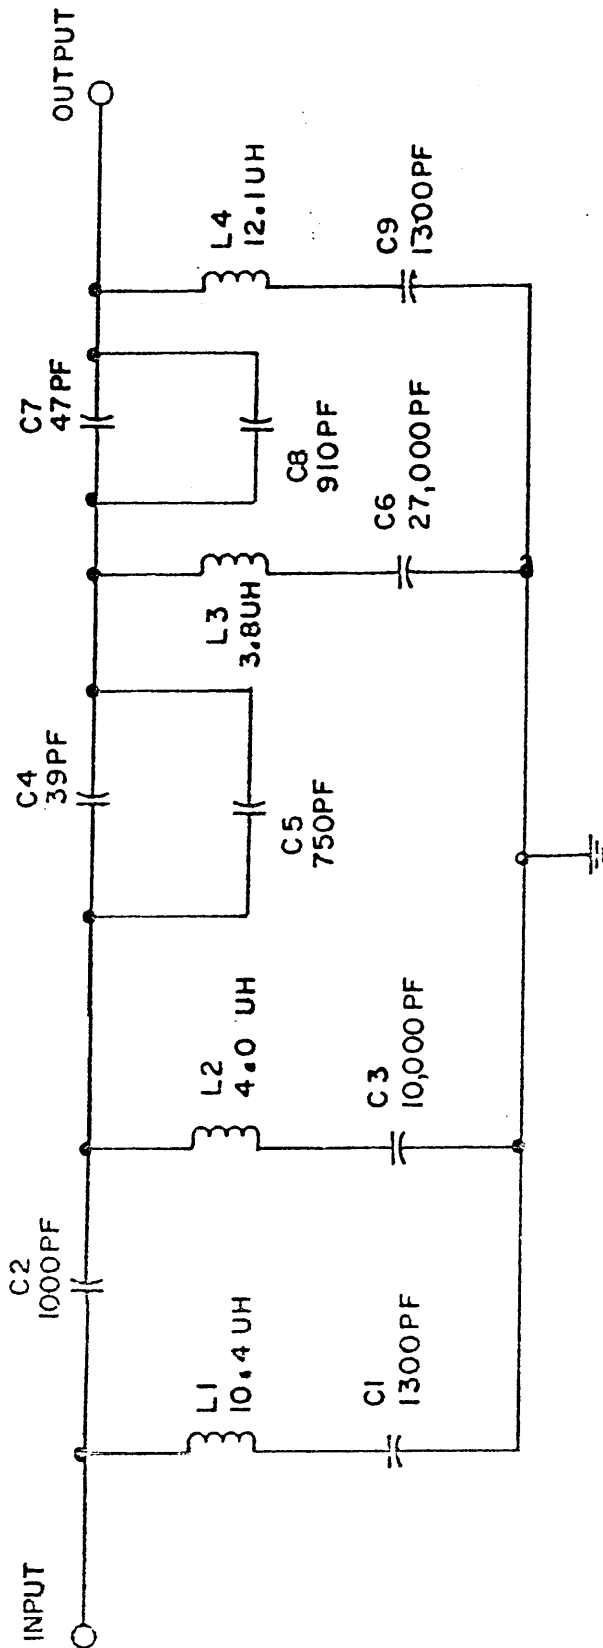 INPUT
L1
10.4 UH
C1
1300PF
C2
1000PF
L2
4.0 UH
C3
10,000PF
C4
39PF
C5
750PF
L3
3.8UH
C6
27,000PF
C7
47PF
C8
910PF
L4
12.1UH
C9
1300PF
OUTPUT